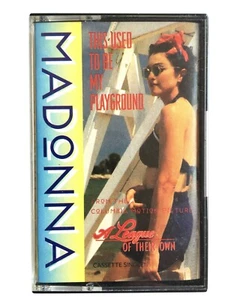 MADONNA
THIS USED
TO BE
MY
PLAYGROUND
FROM THE
COLUMBIA MOTION PICTURE
A League
OF THEIR OWN
CASSETTE SINGLE